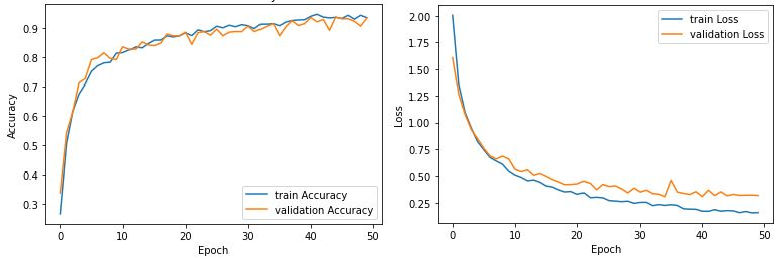 0.9
0.8
0.7
0.6
0.5
0.4
0.3
Accuracy
train Accuracy
validation Accuracy
0 10 20 30 40 50
Epoch
2.00
1.75
1.50
1.25
1.00
0.75
0.50
0.25
Loss
train Loss
validation Loss
0 10 20 30 40 50
Epoch